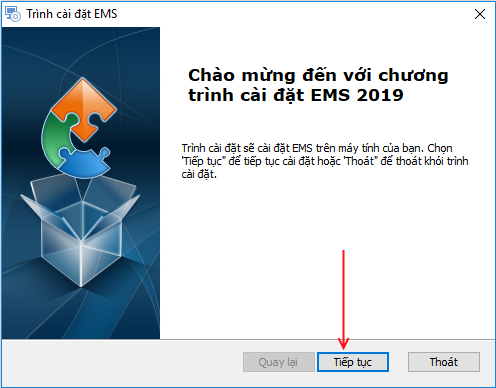 Trình cài đặt EMS
Chào mừng đến với chương
trình cài đặt EMS 2019
Trình cài đặt sẽ cài đặt EMS trên máy tính của bạn. Chọn
'Tiếp tục" để tiếp tục cài đặt hoặc 'Thoát" để thoát khỏi trình
cài đặt.
Quay lại
Tiếp tục
Thoát